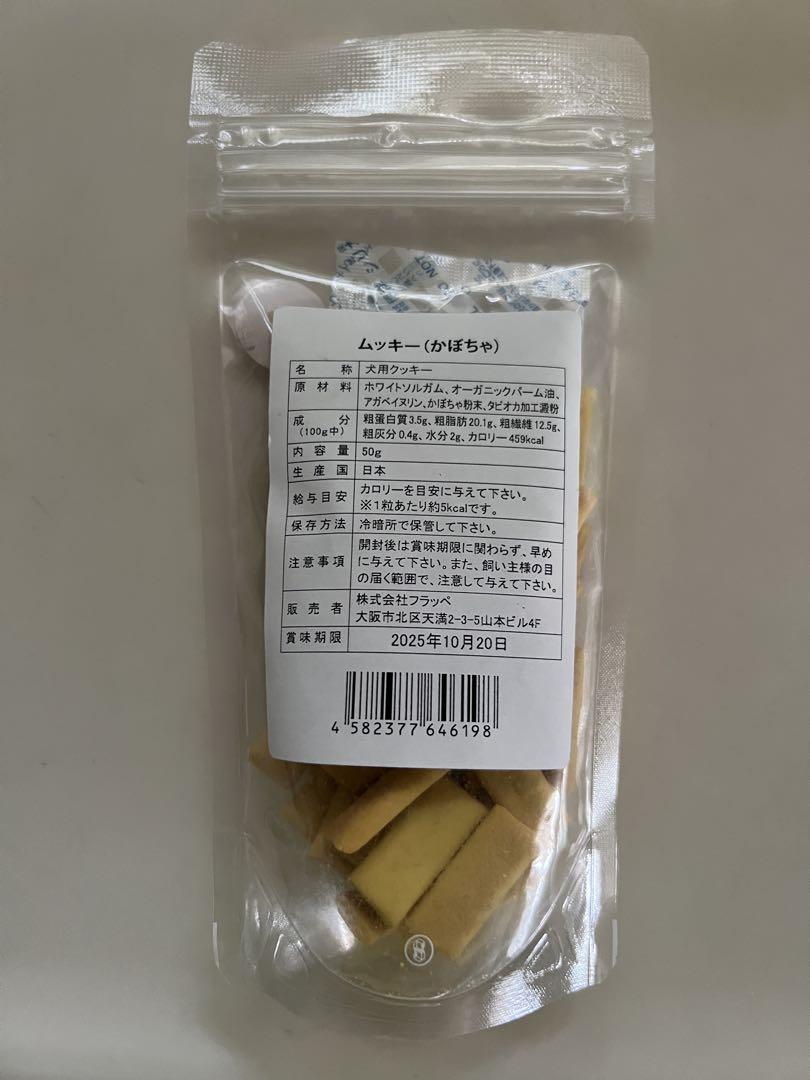 ムッキー(かぼちゃ)
名称 犬用クッキー
原材料 ホワイトソルガム、オーガニックパーム油、
アガベイヌリン、かぼちゃ粉末、タピオカ加工澱粉
成分 粗蛋白質3.5g、粗脂肪20.1g、粗繊維12.5g、
(100g中) 粗灰分0.4g、水分2g、カロリー459kcal
内容量 50g
生産国 日本
給与目安 カロリーを目安に与えて下さい。
※1粒あたり約5kcalです。
保存方法 冷暗所で保管して下さい。
注意事項 開封後は賞味期限に関わらず、早め
に与えて下さい。また、飼い主様の目
の届く範囲で、注意して与えて下さい。
販売者 株式会社フラッペ
大阪市北区天満2-3-5山本ビル4F
賞味期限 2025年10月20日
4 582377 646198